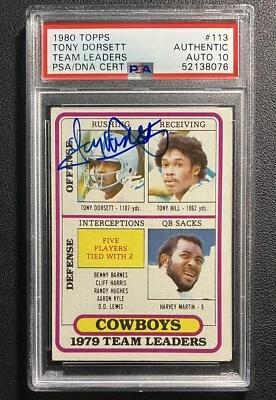 1980 TOPPS #113
TONY DORSETT AUTHENTIC
TEAM LEADERS AUTO 10
PSA/DNA CERT PSA 52138076
RUSHING RECEIVING
OFFENSE
Tony Dorsett
TONY DORSETT - 1107 yds. TONY HILL - 1062 yds.
INTERCEPTIONS QB SACKS
DEFENSE
FIVE
PLAYERS
TIED WITH 2
BENNY BARNES
CLIFF HARRIS
RANDY HUGHES
AARON KYLE
D.D. LEWIS
HARVEY MARTIN - 9
COWBOYS
1979 TEAM LEADERS